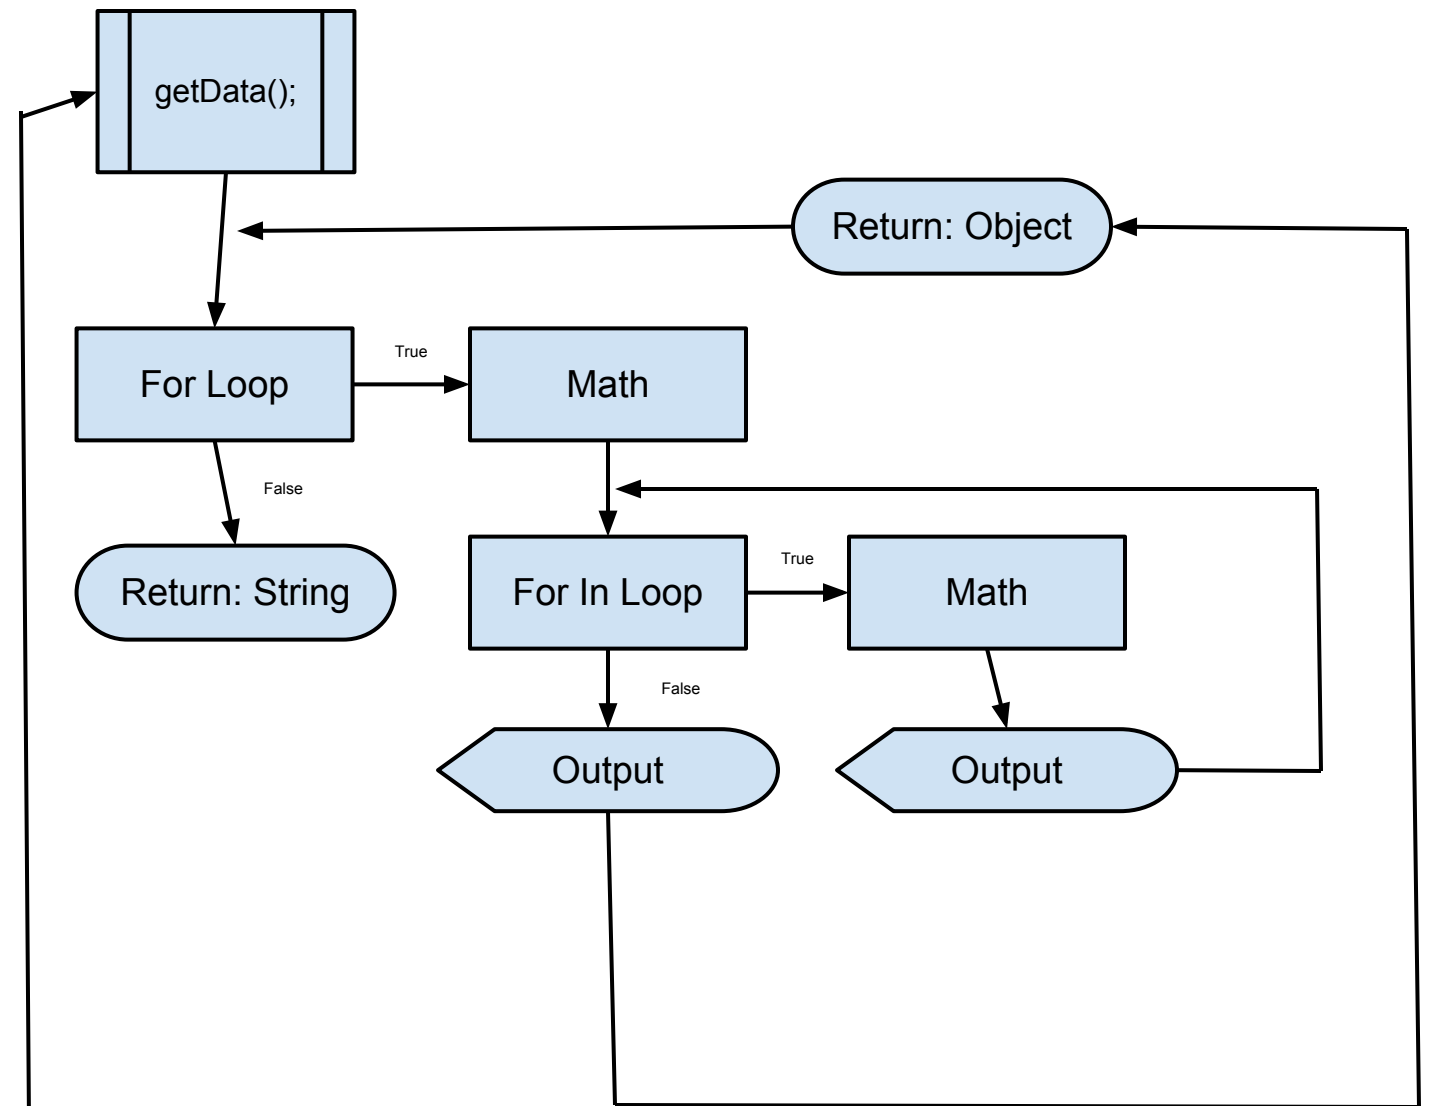 getData();
Return: Object
For Loop
True
Math
False
Return: String
For In Loop
True
Math
False
Output
Output